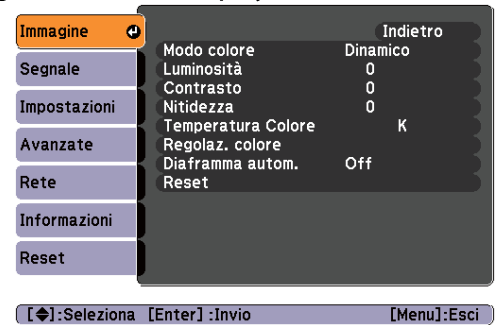 Immagine
Segnale
Impostazioni
Avanzate
Rete
Informazioni
Reset
Indietro
Modo colore Dinamico
Luminosità 0
Contrasto 0
Nitidezza 0
Temperatura Colore K
Regolaz. colore
Diaframma autom. Off
Reset
[◆]:Seleziona [Enter] :Invio [Menu]:Esci